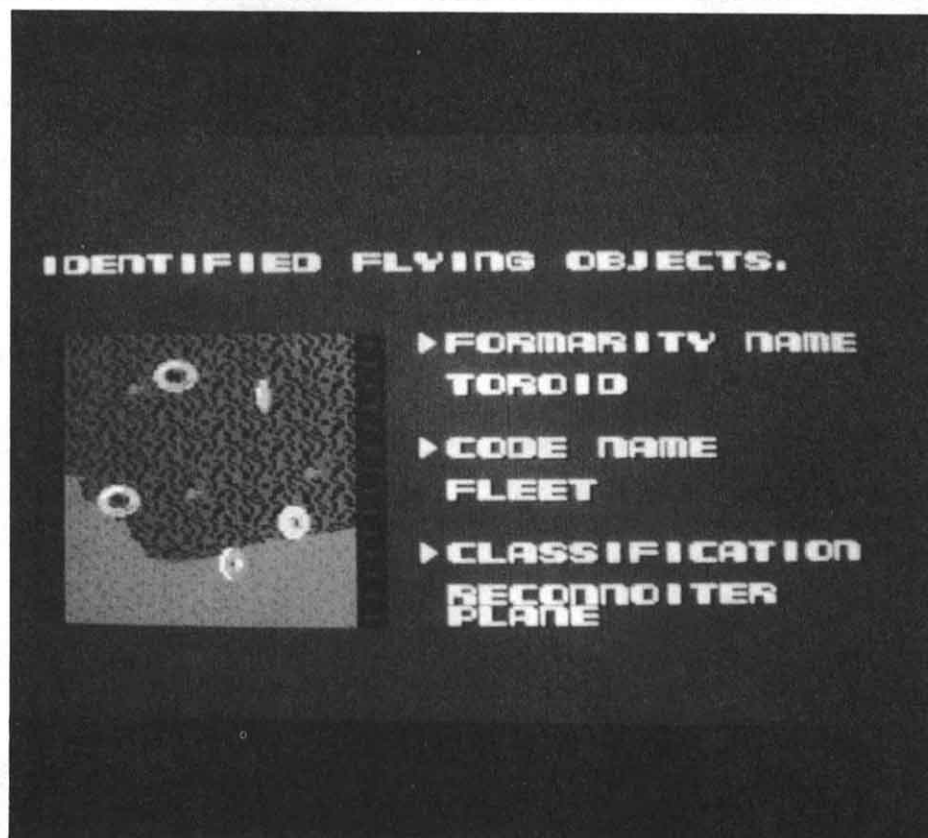 IDENTIFIED FLYING OBJECTS.
▶FORMARITY NAME
TOROID
▶CODE NAME
FLEET
▶CLASSIFICATION
RECONNOITER
PLANE